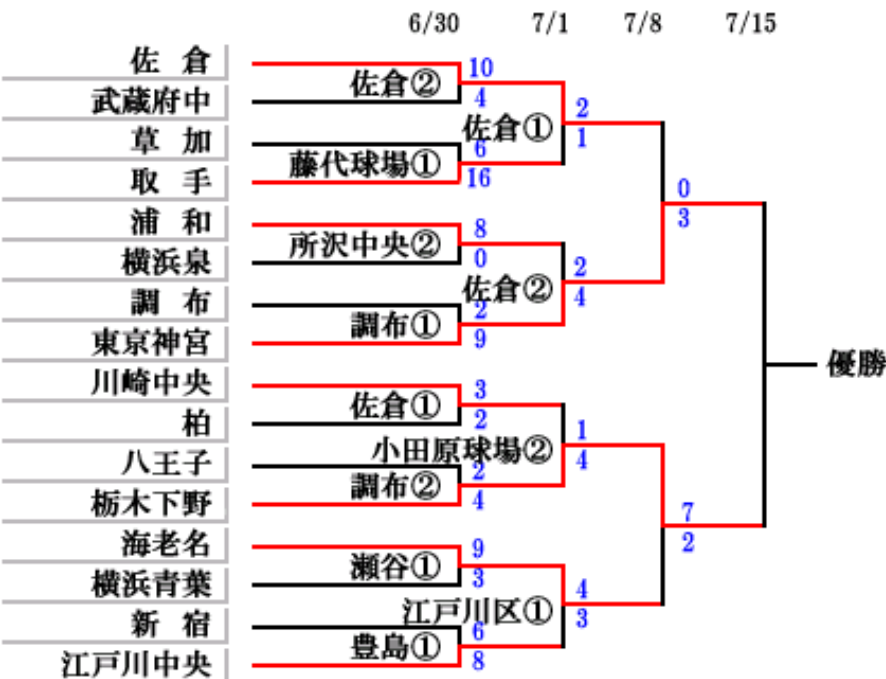 6/30 7/1 7/8 7/15
佐 倉
武蔵府中
草 加
取 手
浦 和
横浜泉
調 布
東京神宮
川崎中央
柏
八王子
栃木下野
海老名
横浜青葉
新 宿
江戸川中央
佐倉②
10
4
藤代球場①
6
16
所沢中央②
8
0
調布①
2
9
佐倉①
3
2
調布②
2
4
瀬谷①
9
3
豊島①
6
8
佐倉①
2
1
佐倉②
2
4
小田原球場②
1
4
江戸川区①
4
3
0
3
7
2
優勝